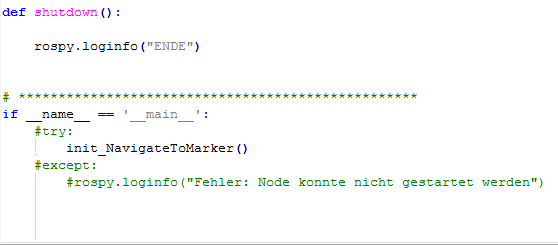 def shutdown():
rospy.loginfo("ENDE")
# **************************************************
if __name__ == '__main__':
#try:
init_NavigateToMarker()
#except:
#rospy.loginfo("Fehler: Node konnte nicht gestartet werden")